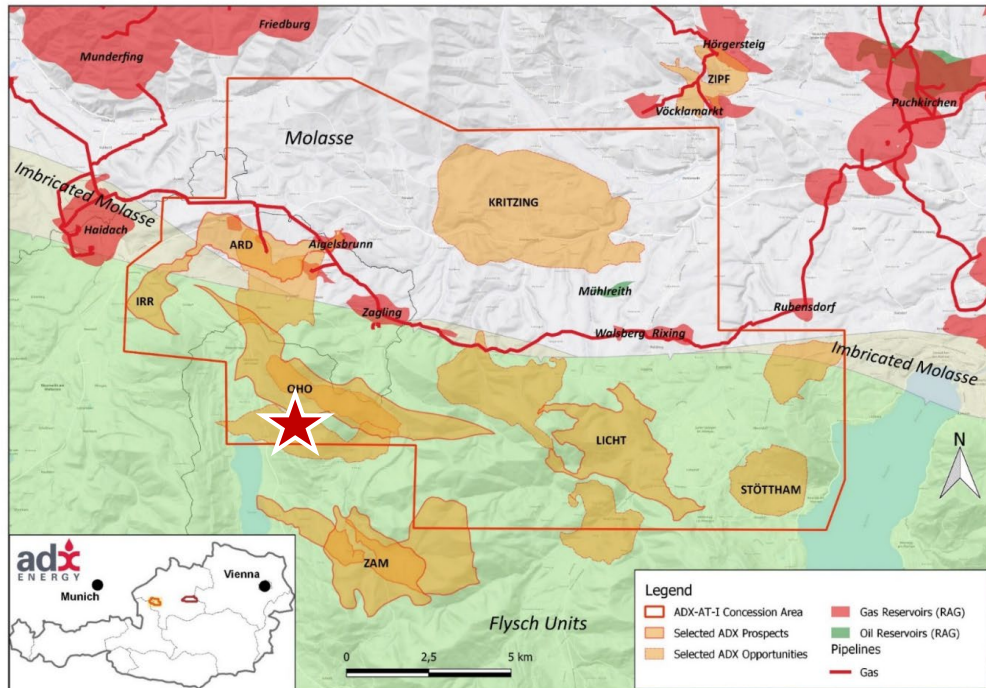 Friedburg
Munderfing
Hörgersteig
ZIPF
Vöcklamarkt
Puchkirchen
Molasse
Imbricated Molasse
KRITZING
Haidach
ARD
Aigelsbrunn
IRR
Mühlreith
Zagling
Rubensdorf
Walsberg Rixing
Imbricated Molasse
OHO
LICHT
STÖTTHAM
N
ZAM
Flysch Units
0 2,5 5 km
adx
ENERGY
Munich
Vienna
Legend
ADX-AT-I Concession Area
Selected ADX Prospects
Selected ADX Opportunities
Gas Reservoirs (RAG)
Oil Reservoirs (RAG)
Pipelines
Gas